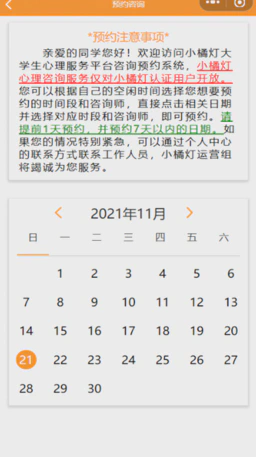 预约咨询
*预约注意事项*
亲爱的同学您好！欢迎访问小橘灯大
学生心理服务平台咨询预约系统，小橘灯
心理咨询服务仅对小橘灯认证用户开放。
您可以根据自己的空闲时间选择您想要预
约的时间段和咨询师，直接点击相关日期
并选择对应时段和咨询师，即可预约。请
提前1天预约，并预约7天以内的日期。如
果您的情况特别紧急，可以通过个人中心
的联系方式联系工作人员，小橘灯运营组
将竭诚为您服务。
2021年11月
日 一 二 三 四 五 六
1 2 3 4 5 6
7 8 9 10 11 12 13
14 15 16 17 18 19 20
21 22 23 24 25 26 27
28 29 30